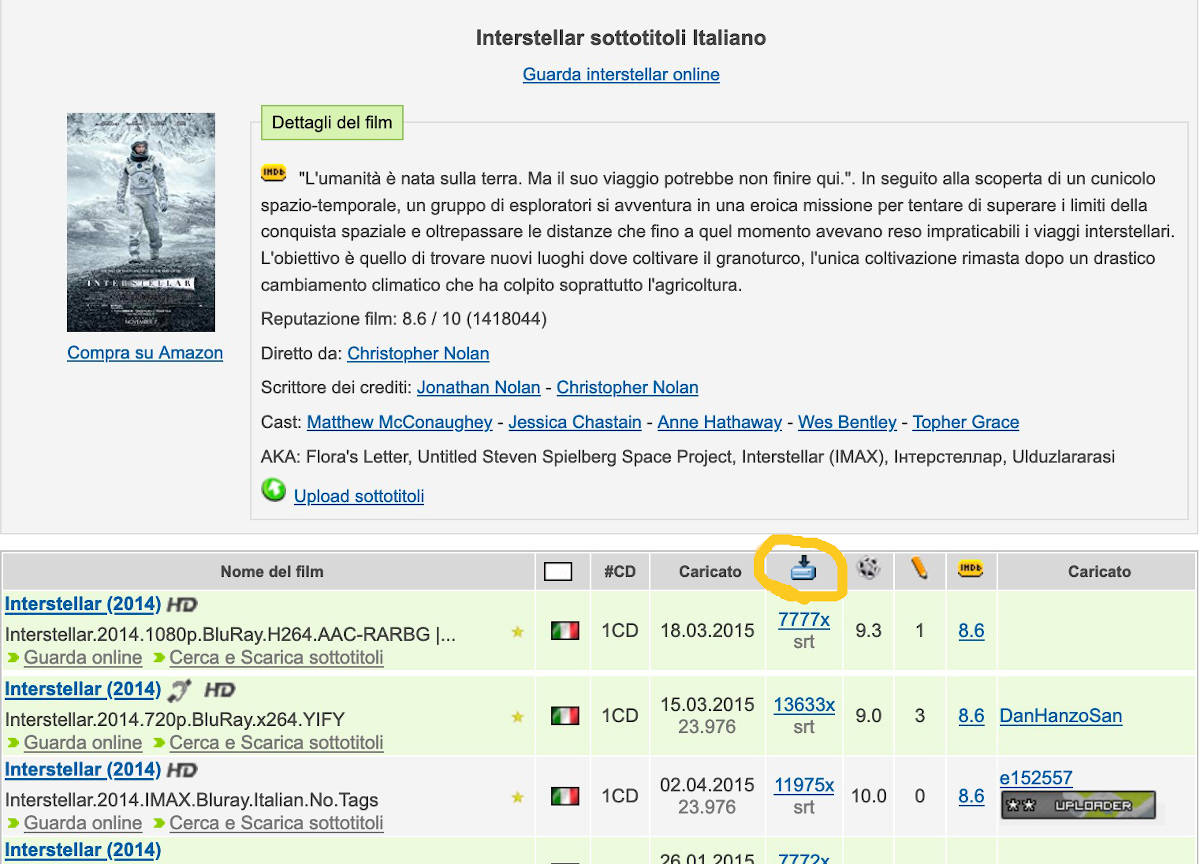 Interstellar sottotitoli Italiano
Guarda interstellar online
Dettagli del film
IMDb "L'umanità è nata sulla terra. Ma il suo viaggio potrebbe non finire qui.". In seguito alla scoperta di un cunicolo
spazio-temporale, un gruppo di esploratori si avventura in una eroica missione per tentare di superare i limiti della
conquista spaziale e oltrepassare le distanze che fino a quel momento avevano reso impraticabili i viaggi interstellari.
L'obiettivo è quello di trovare nuovi luoghi dove coltivare il granoturco, l'unica coltivazione rimasta dopo un drastico
cambiamento climatico che ha colpito soprattutto l'agricoltura.
INTERSTELLAR
NOVEMBER 7
Compra su Amazon
Reputazione film: 8.6 / 10 (1418044)
Diretto da: Christopher Nolan
Scrittore dei crediti: Jonathan Nolan - Christopher Nolan
Cast: Matthew McConaughey - Jessica Chastain - Anne Hathaway - Wes Bentley - Topher Grace
AKA: Flora's Letter, Untitled Steven Spielberg Space Project, Interstellar (IMAX), Інтерстеллар, Ulduzlararasi
Upload sottotitoli
Nome del film #CD Caricato IMDb Caricato
Interstellar (2014) HD
Interstellar.2014.1080p.BluRay.H264.AAC-RARBG |... 1CD 18.03.2015 7777x 9.3 1 8.6
srt
Guarda online Cerca e Scarica sottotitoli
Interstellar (2014) HD
Interstellar.2014.720p.BluRay.x264.YIFY 1CD 15.03.2015 13633x 9.0 3 8.6 DanHanzoSan
23.976 srt
Guarda online Cerca e Scarica sottotitoli
Interstellar (2014) HD
Interstellar.2014.IMAX.Bluray.Italian.No.Tags 1CD 02.04.2015 11975x 10.0 0 8.6 e152557
23.976 srt UPLOADER
Guarda online Cerca e Scarica sottotitoli
Interstellar (2014)
26.01.2015 7772x